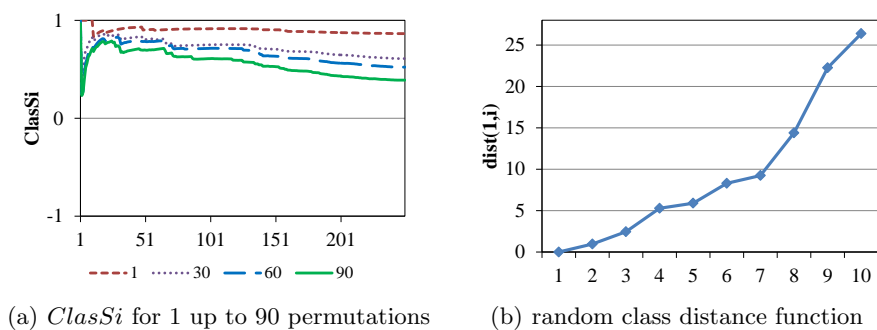 1
ClasSi
0
-1
1 51 101 151 201
1 30 60 90
(a) ClasSi for 1 up to 90 permutations
25
20
15
dist(1,i)
10
5
0
1 2 3 4 5 6 7 8 9 10
(b) random class distance function